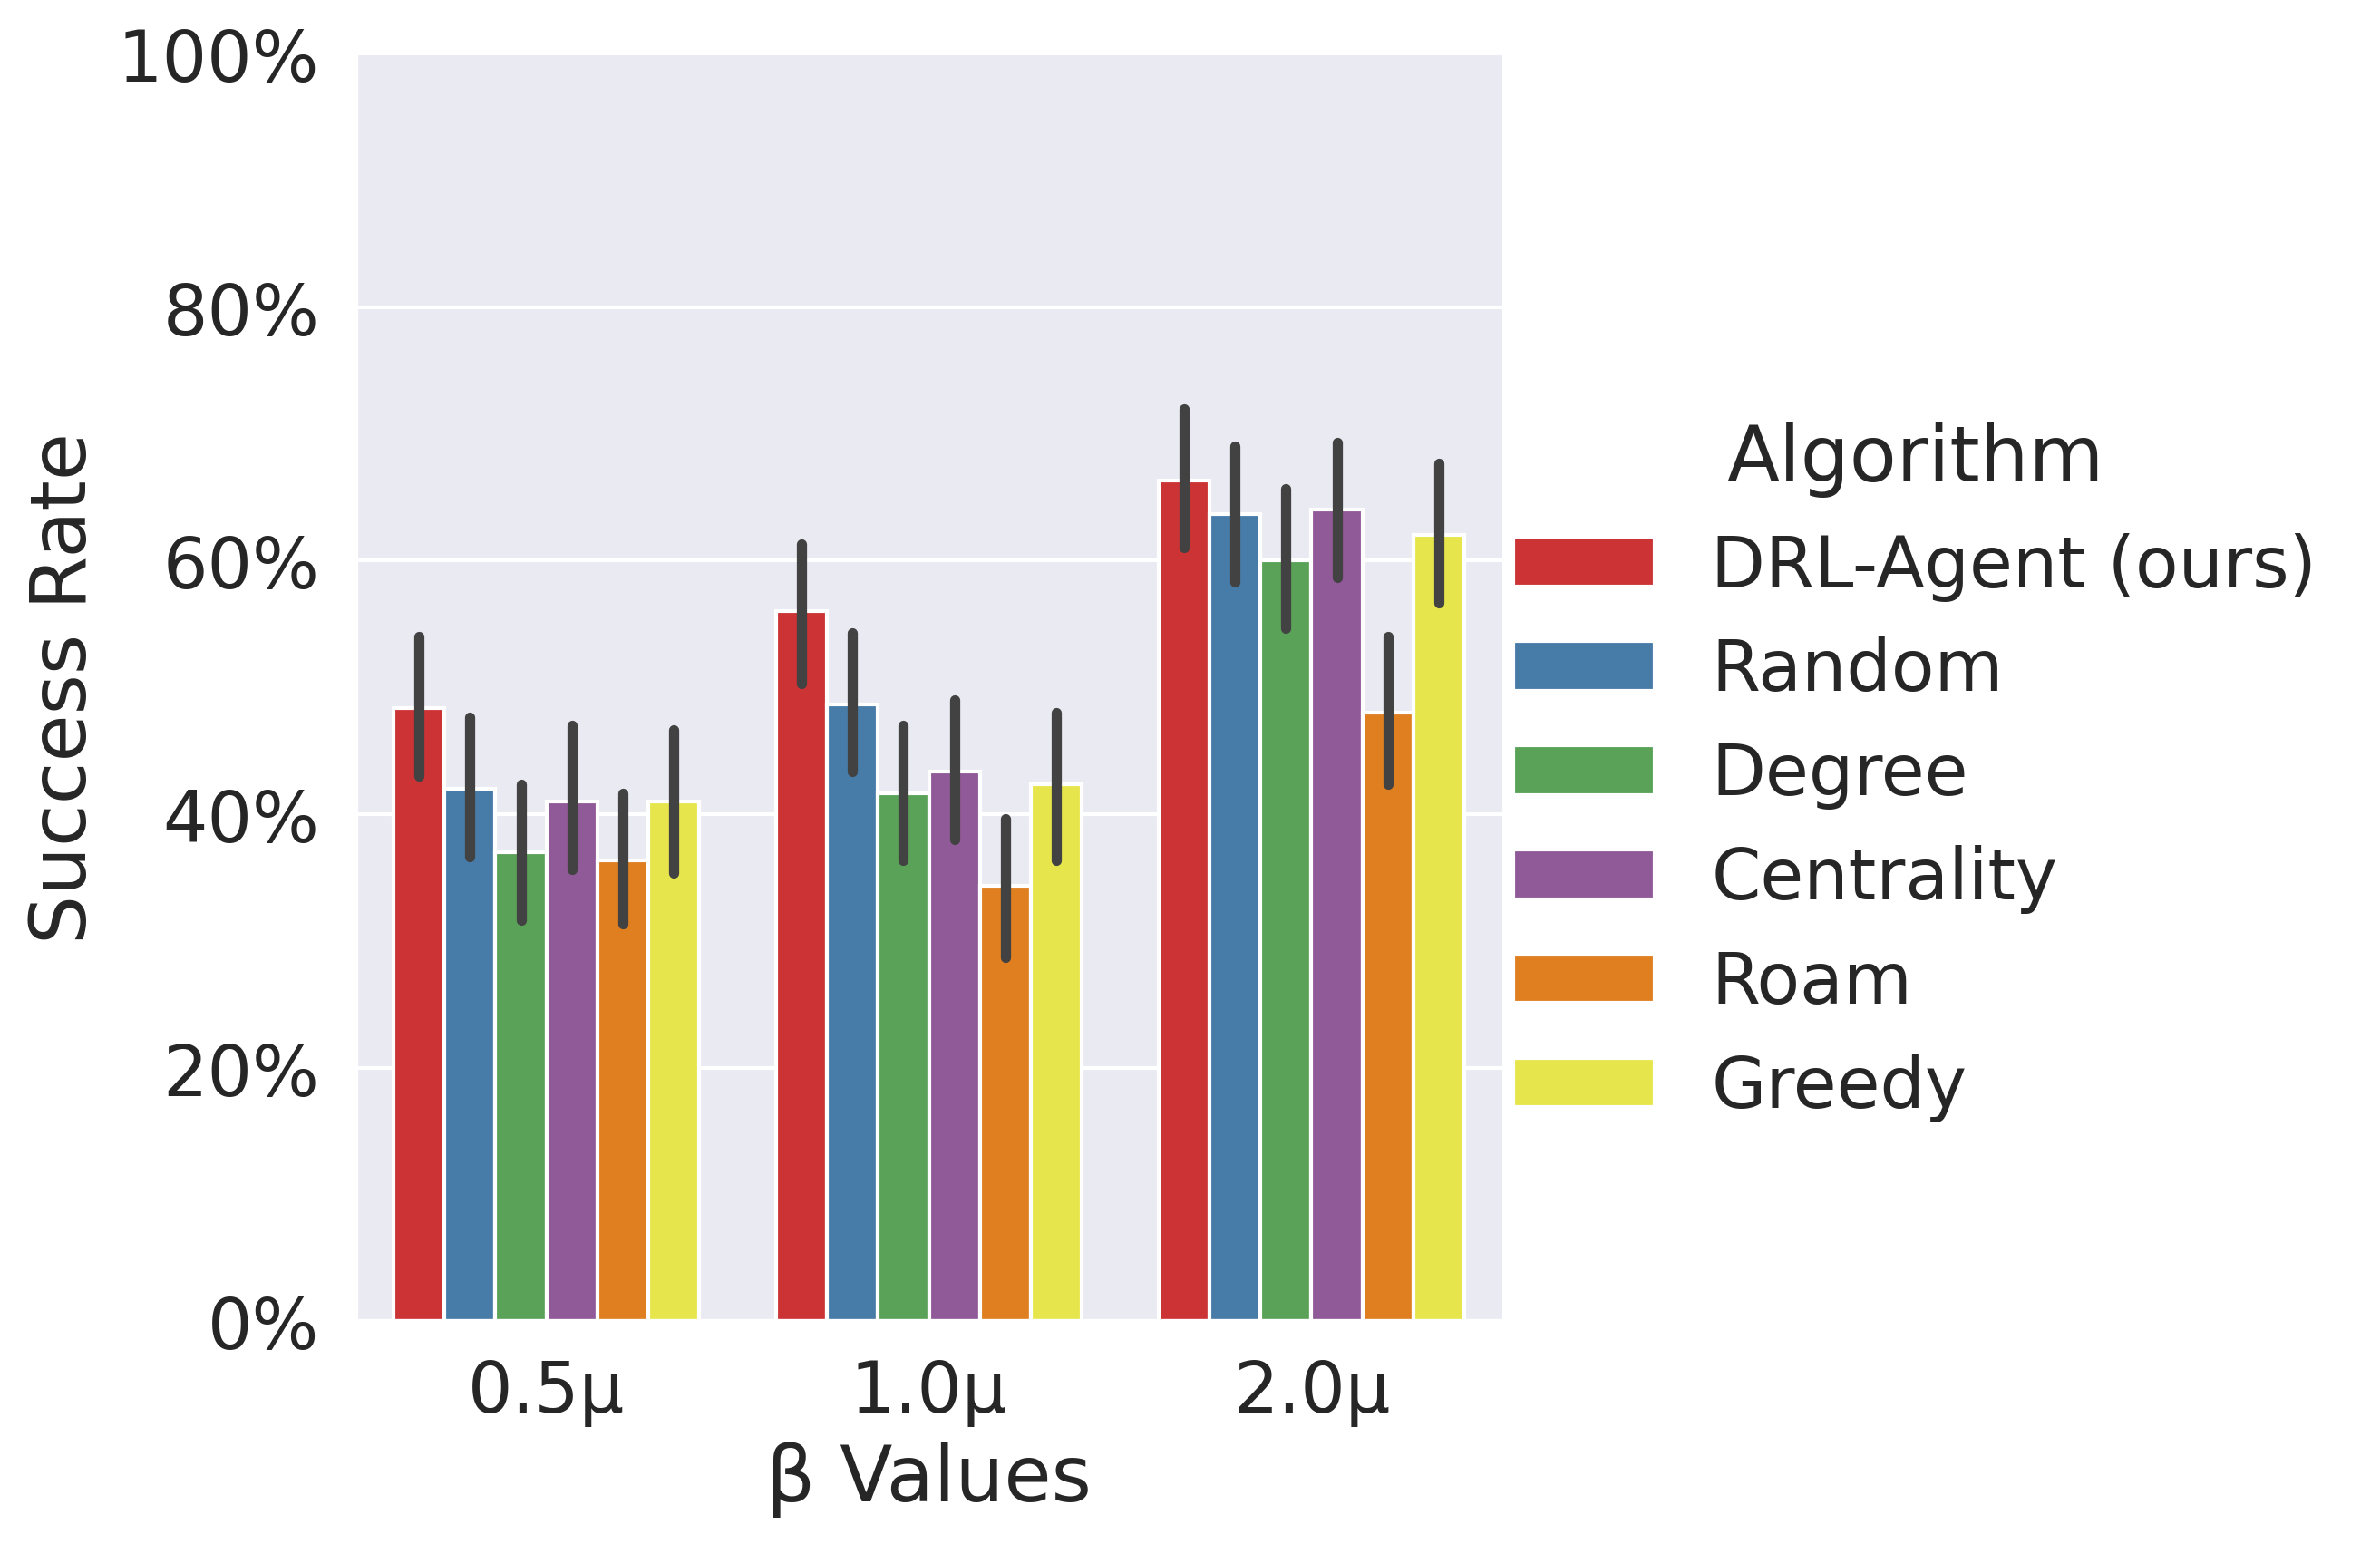 100%
80%
60%
40%
20%
0%
Success Rate
0.5µ
1.0µ
2.0µ
β Values
Algorithm
DRL-Agent (ours)
Random
Degree
Centrality
Roam
Greedy